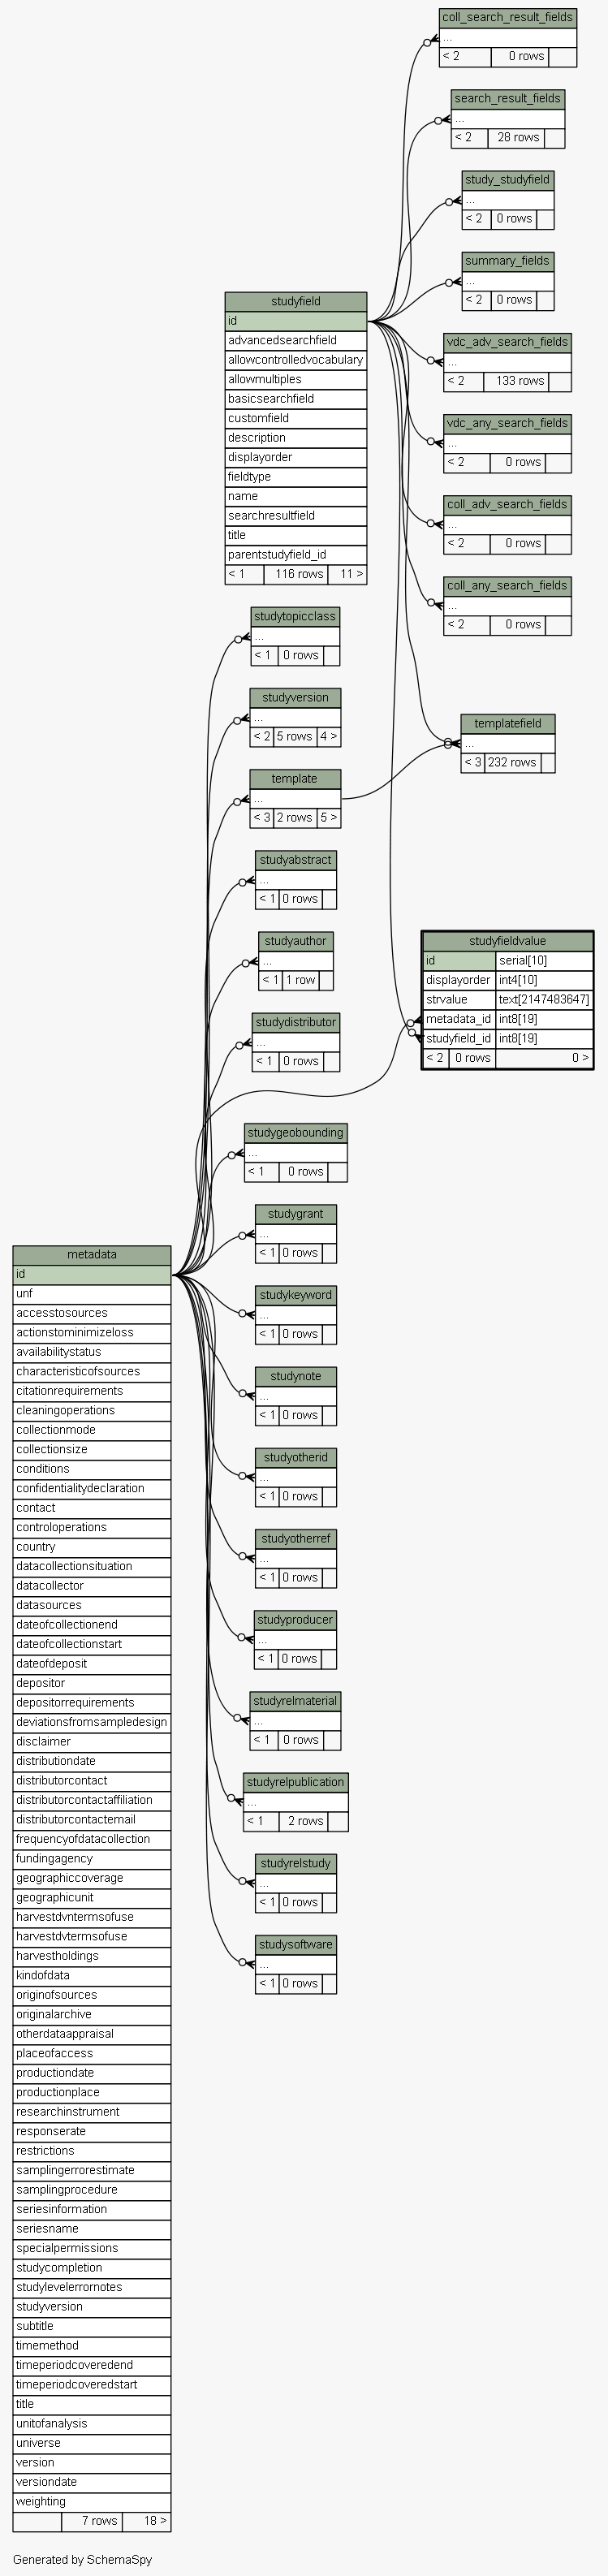 coll_search_result_fields
...
< 2 0 rows
search_result_fields
...
< 2 28 rows
study_studyfield
...
< 2 0 rows
summary_fields
...
< 2 0 rows
studyfield
id
advancedsearchfield
allowcontrolledvocabulary
allowmultiples
basicsearchfield
customfield
description
displayorder
fieldtype
name
searchresultfield
title
parentstudyfield_id
< 1 116 rows 11 >
vdc_adv_search_fields
...
< 2 133 rows
vdc_any_search_fields
...
< 2 0 rows
coll_adv_search_fields
...
< 2 0 rows
coll_any_search_fields
...
< 2 0 rows
studytopicclass
...
< 1 0 rows
studyversion
...
< 2 5 rows 4 >
templatefield
...
< 3 232 rows
template
...
< 3 2 rows 5 >
studyabstract
...
< 1 0 rows
studyauthor
...
< 1 1 row
studyfieldvalue
id serial[10]
displayorder int4[10]
strvalue text[2147483647]
metadata_id int8[19]
studyfield_id int8[19]
< 2 0 rows 0 >
studydistributor
...
< 1 0 rows
studygeobounding
...
< 1 0 rows
studygrant
...
< 1 0 rows
studykeyword
...
< 1 0 rows
studynote
...
< 1 0 rows
studyotherid
...
< 1 0 rows
studyotherref
...
< 1 0 rows
studyproducer
...
< 1 0 rows
studyrelmaterial
...
< 1 0 rows
studyrelpublication
...
< 1 2 rows
studyrelstudy
...
< 1 0 rows
studysoftware
...
< 1 0 rows
metadata
id
unf
accesstosources
actionstominimizeloss
availabilitystatus
characteristicofsources
citationrequirements
cleaningoperations
collectionmode
collectionsize
conditions
confidentialitydeclaration
contact
controloperations
country
datacollectionsituation
datacollector
datasources
dateofcollectionend
dateofcollectionstart
dateofdeposit
depositor
depositorrequirements
deviationsfromsampledesign
disclaimer
distributiondate
distributorcontact
distributorcontactaffiliation
distributorcontactemail
frequencyofdatacollection
fundingagency
geographiccoverage
geographicunit
harvestdvntermsofuse
harvestdvtermsofuse
harvestholdings
kindofdata
originofsources
originalarchive
otherdataappraisal
placeofaccess
productiondate
productionplace
researchinstrument
responserate
restrictions
samplingerrorestimate
samplingprocedure
seriesinformation
seriesname
specialpermissions
studycompletion
studylevelerrornotes
studyversion
subtitle
timemethod
timeperiodcoveredend
timeperiodcoveredstart
title
unitofanalysis
universe
version
versiondate
weighting
7 rows 18 >
Generated by SchemaSpy